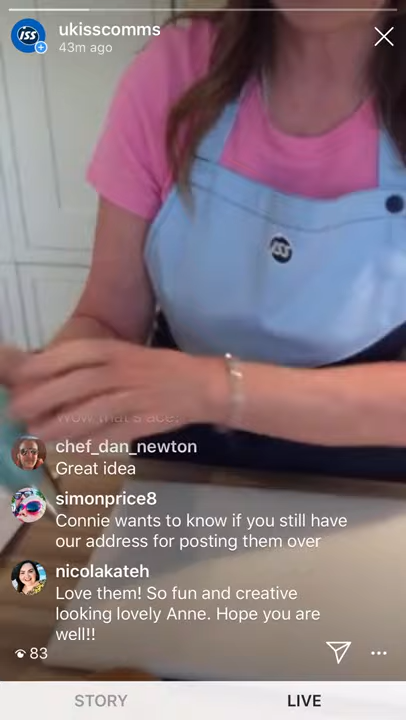 ISS
ukisscomms
43m ago
ISS
Wow that's ace!
chef_dan_newton
Great idea
simonprice8
Connie wants to know if you still have
our address for posting them over
nicolakateh
Love them! So fun and creative
looking lovely Anne. Hope you are
well!!
83
STORY
LIVE